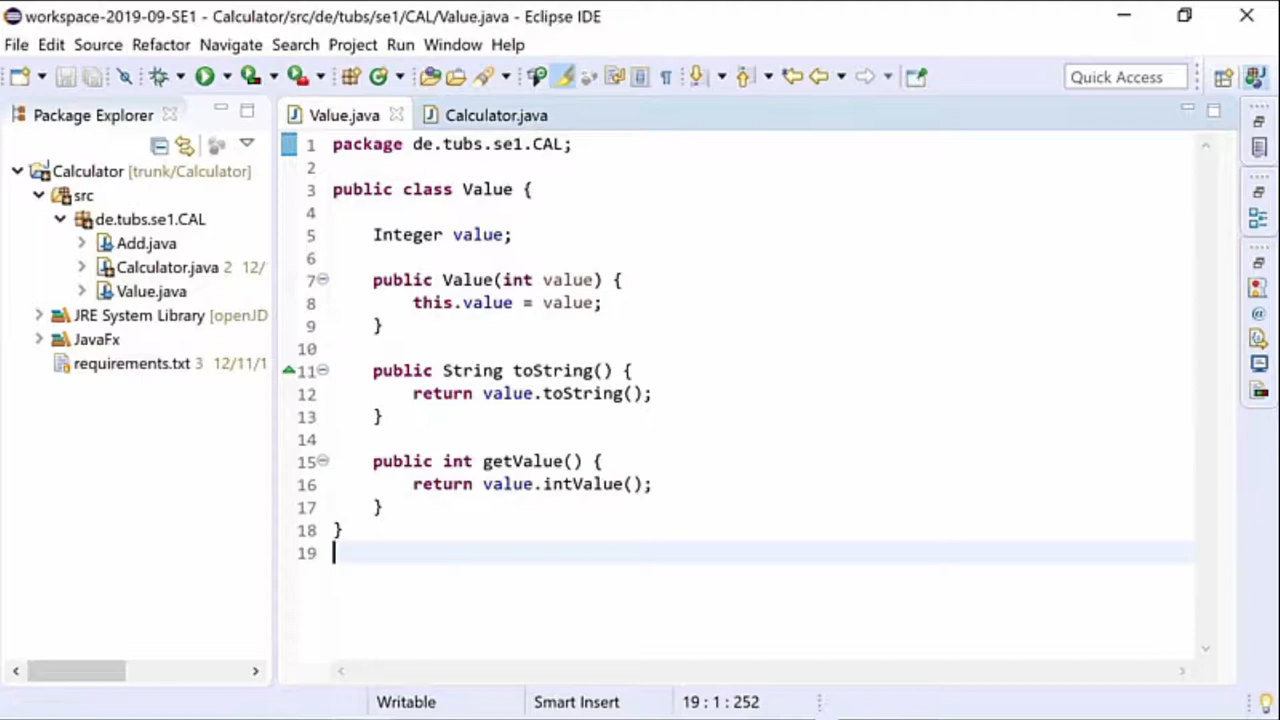 workspace-2019-09-SE1 - Calculator/src/de/tubs/se1/CAL/Value.java - Eclipse IDE
File Edit Source Refactor Navigate Search Project Run Window Help
Quick Access
Package Explorer
Calculator [trunk/Calculator]
src
de.tubs.se1.CAL
Add.java
Calculator.java 2 12/
Value.java
JRE System Library [openJD
JavaFx
requirements.txt 3 12/11/1
Value.java Calculator.java
1 package de.tubs.se1.CAL;
2
3 public class Value {
4
5 Integer value;
6
7 public Value(int value) {
8 this.value = value;
9 }
10
11 public String toString() {
12 return value.toString();
13 }
14
15 public int getValue() {
16 return value.intValue();
17 }
18 }
19
Writable Smart Insert 19 : 1 : 252